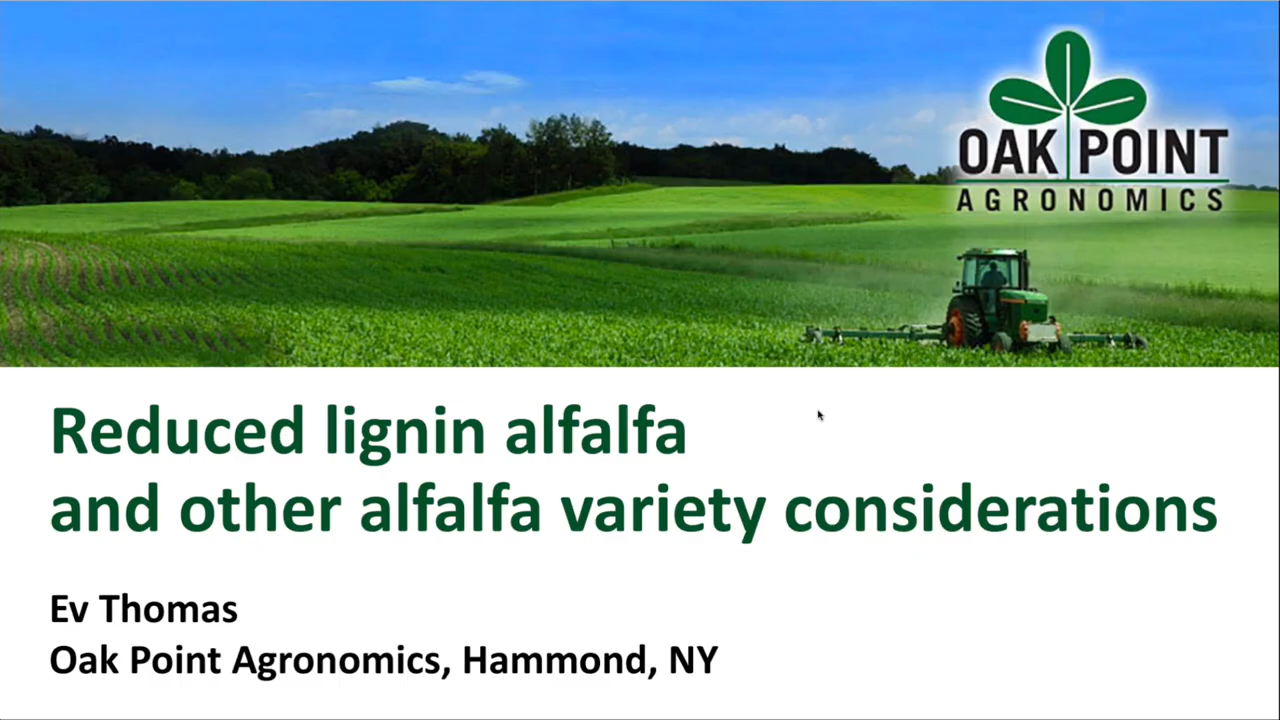 OAK POINT
AGRONOMICS
Reduced lignin alfalfa
and other alfalfa variety considerations
Ev Thomas
Oak Point Agronomics, Hammond, NY